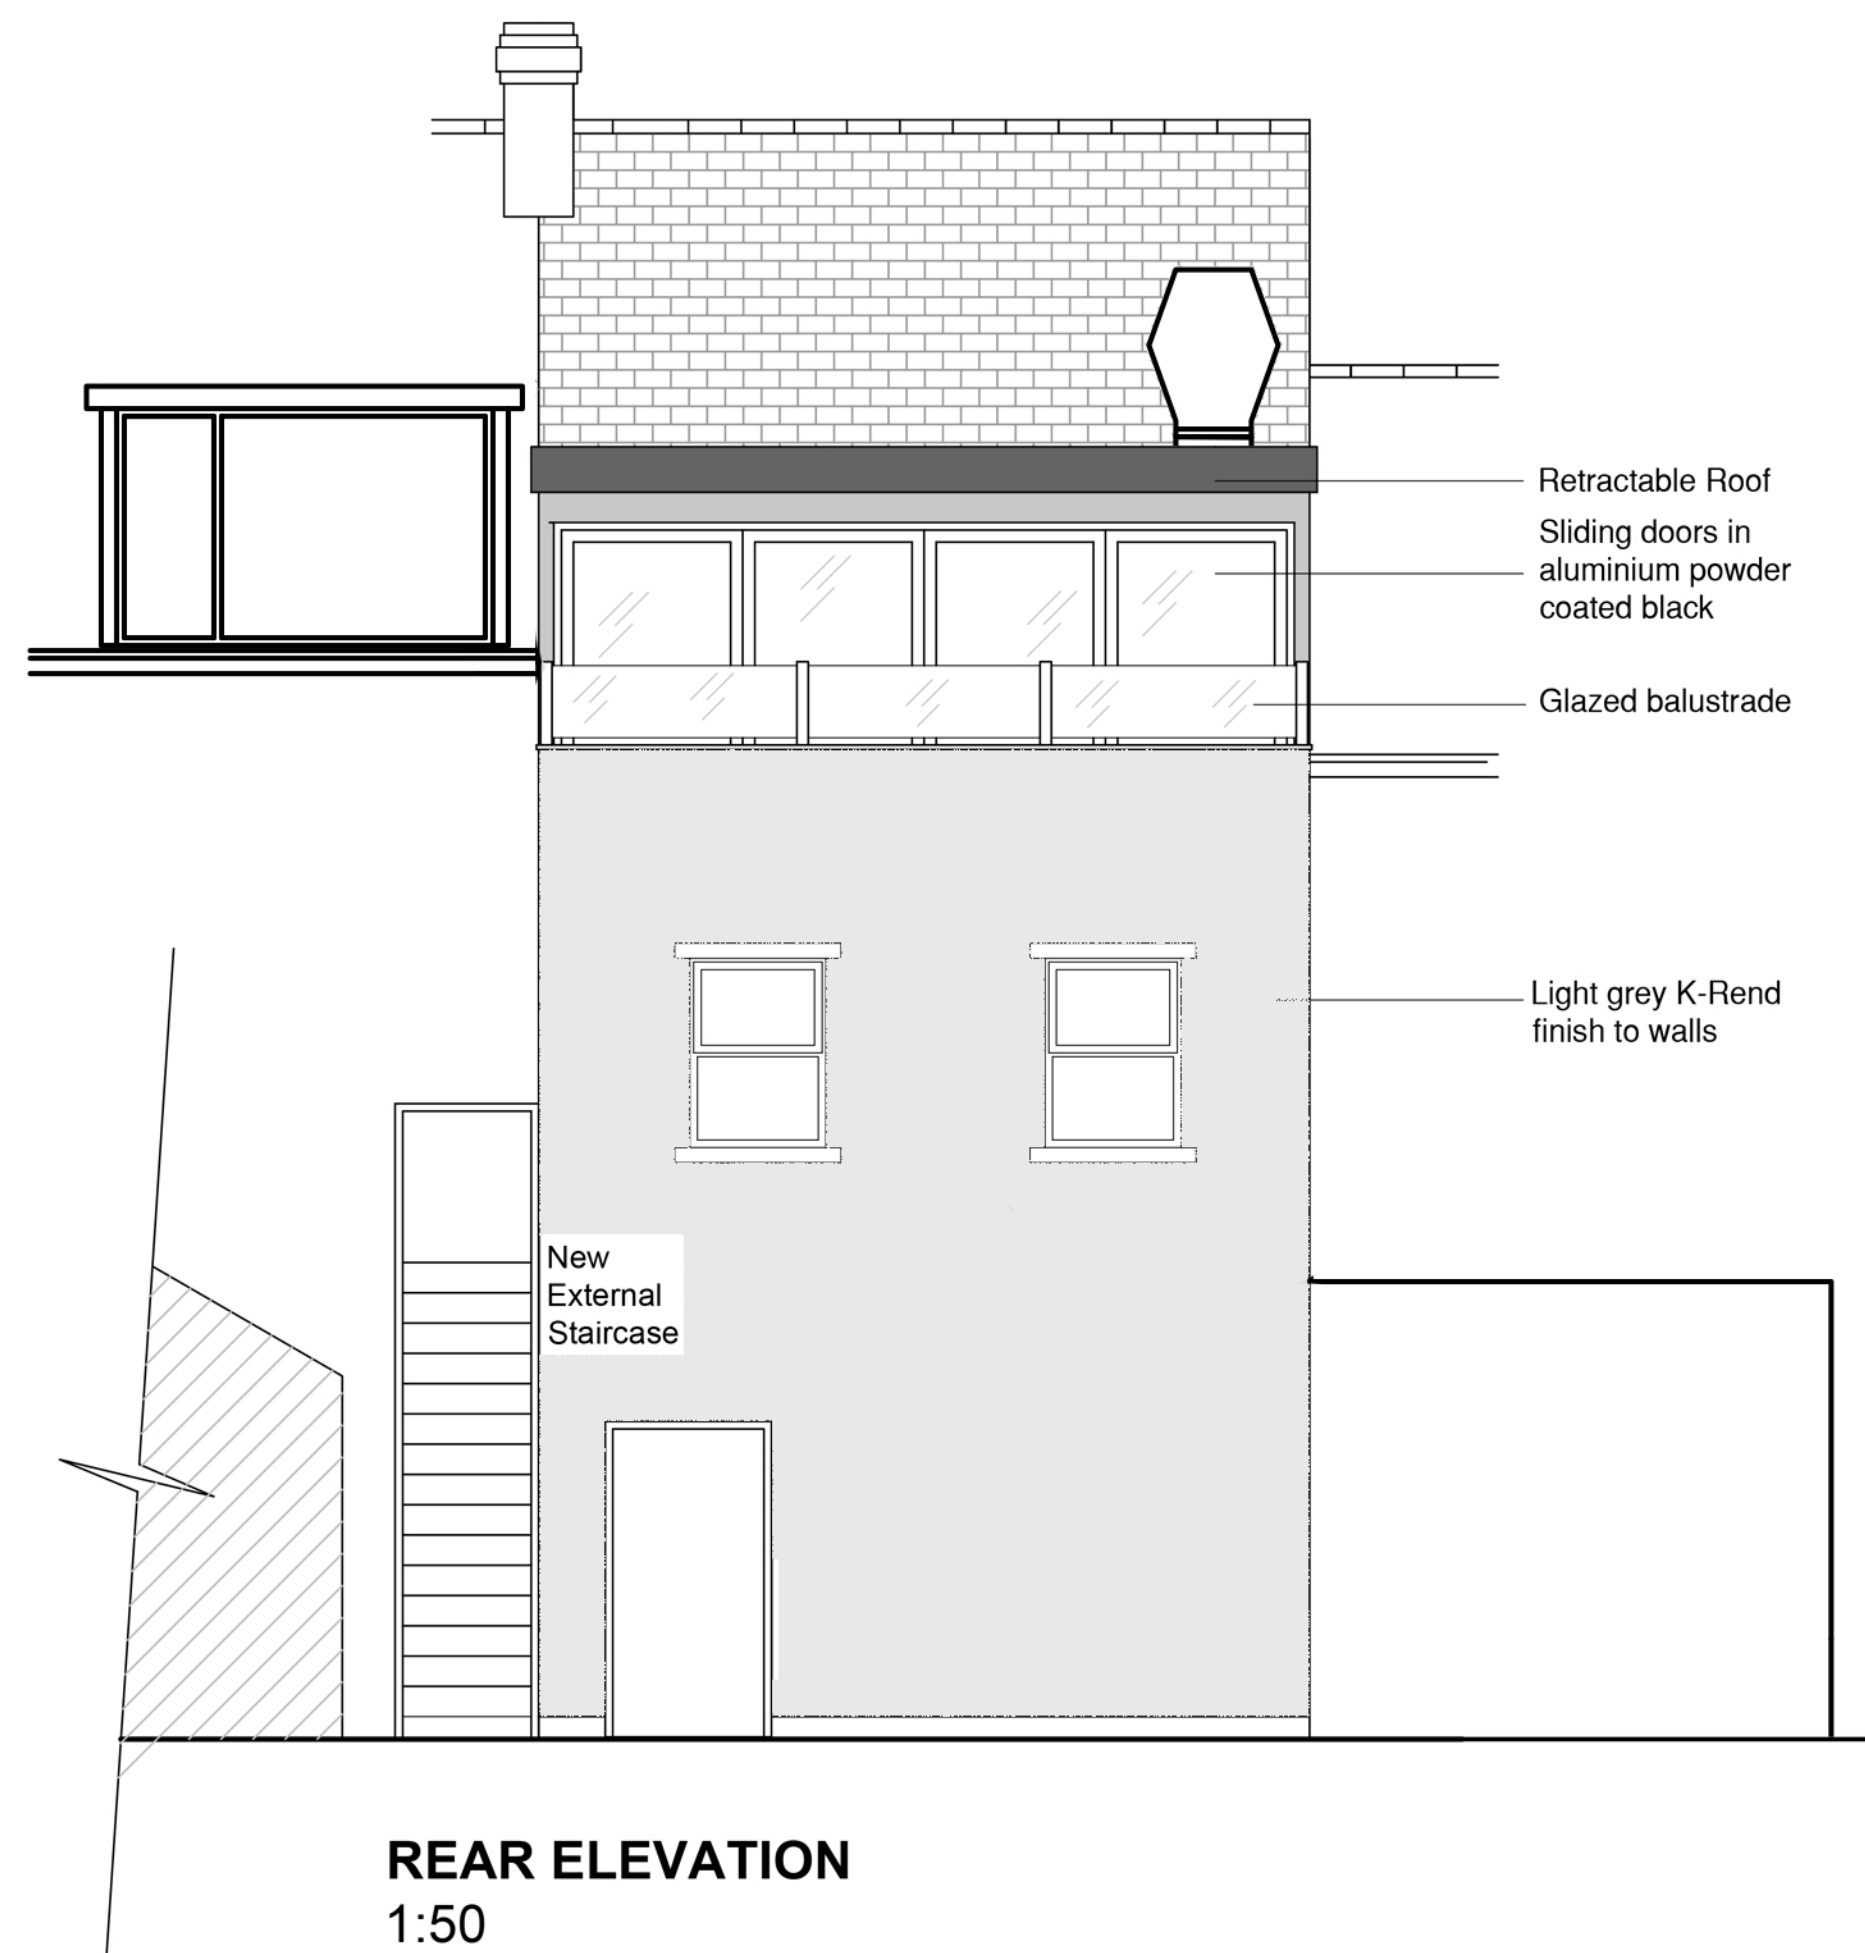 Retractable Roof
Sliding doors in
aluminium powder
coated black
Glazed balustrade
Light grey K-Rend
finish to walls
New
External
Staircase
REAR ELEVATION
1:50